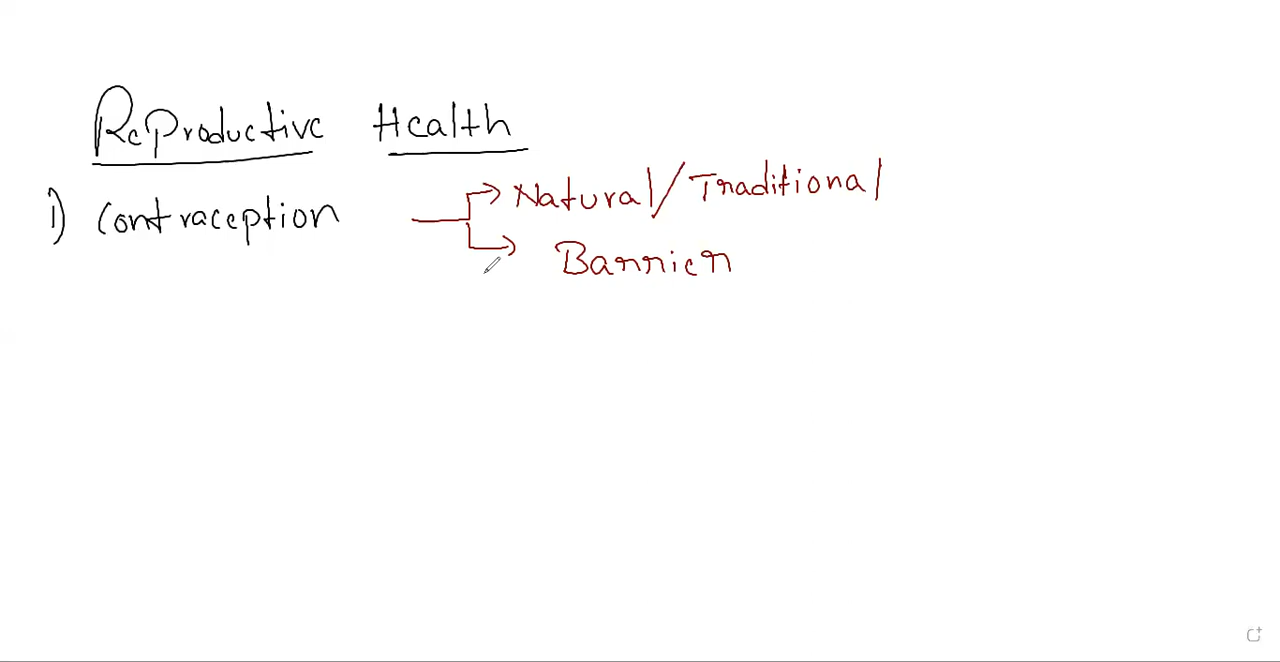 Reproductive Health
1) Contraception
Natural/Traditional
Barrier